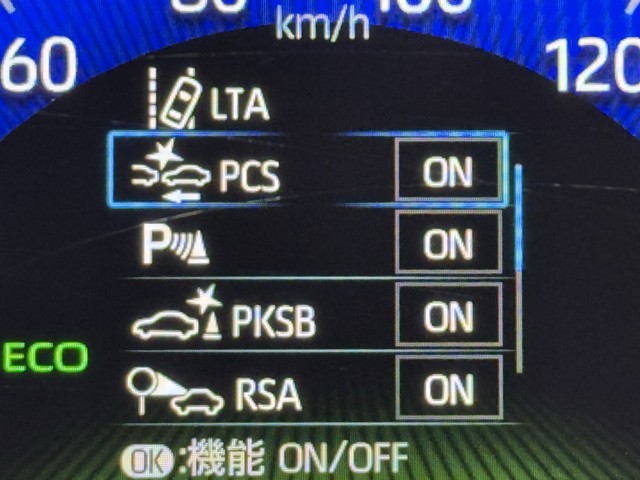 km/h
60
120
LTA
PCS ON
P ON
PKSB ON
ECO
RSA ON
OK:機能 ON/OFF